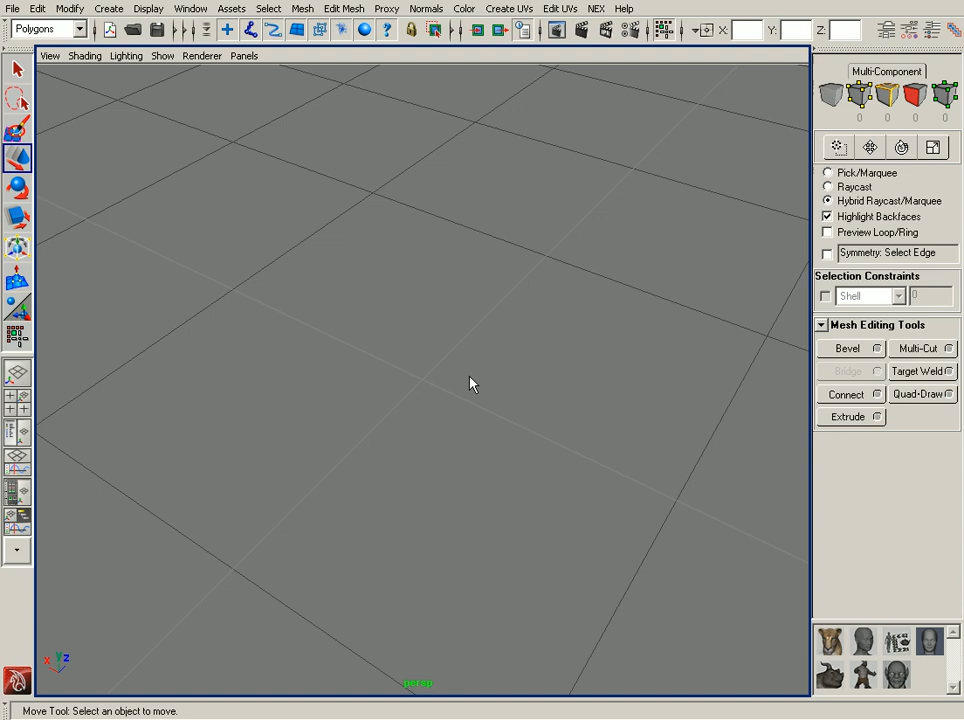 File Edit Modify Create Display Window Assets Select Mesh Edit Mesh Proxy Normals Color Create UVs Edit UVs NEX Help
Polygons X: Y: Z:
View Shading Lighting Show Renderer Panels
Multi-Component
0 0 0 0
Pick/Marquee
Raycast
Hybrid Raycast/Marquee
Highlight Backfaces
Preview Loop/Ring
Symmetry: Select Edge
Selection Constraints
Shell 0
Mesh Editing Tools
Bevel Multi-Cut
Bridge Target Weld
Connect Quad-Draw
Extrude
x y z
persp
Move Tool: Select an object to move.